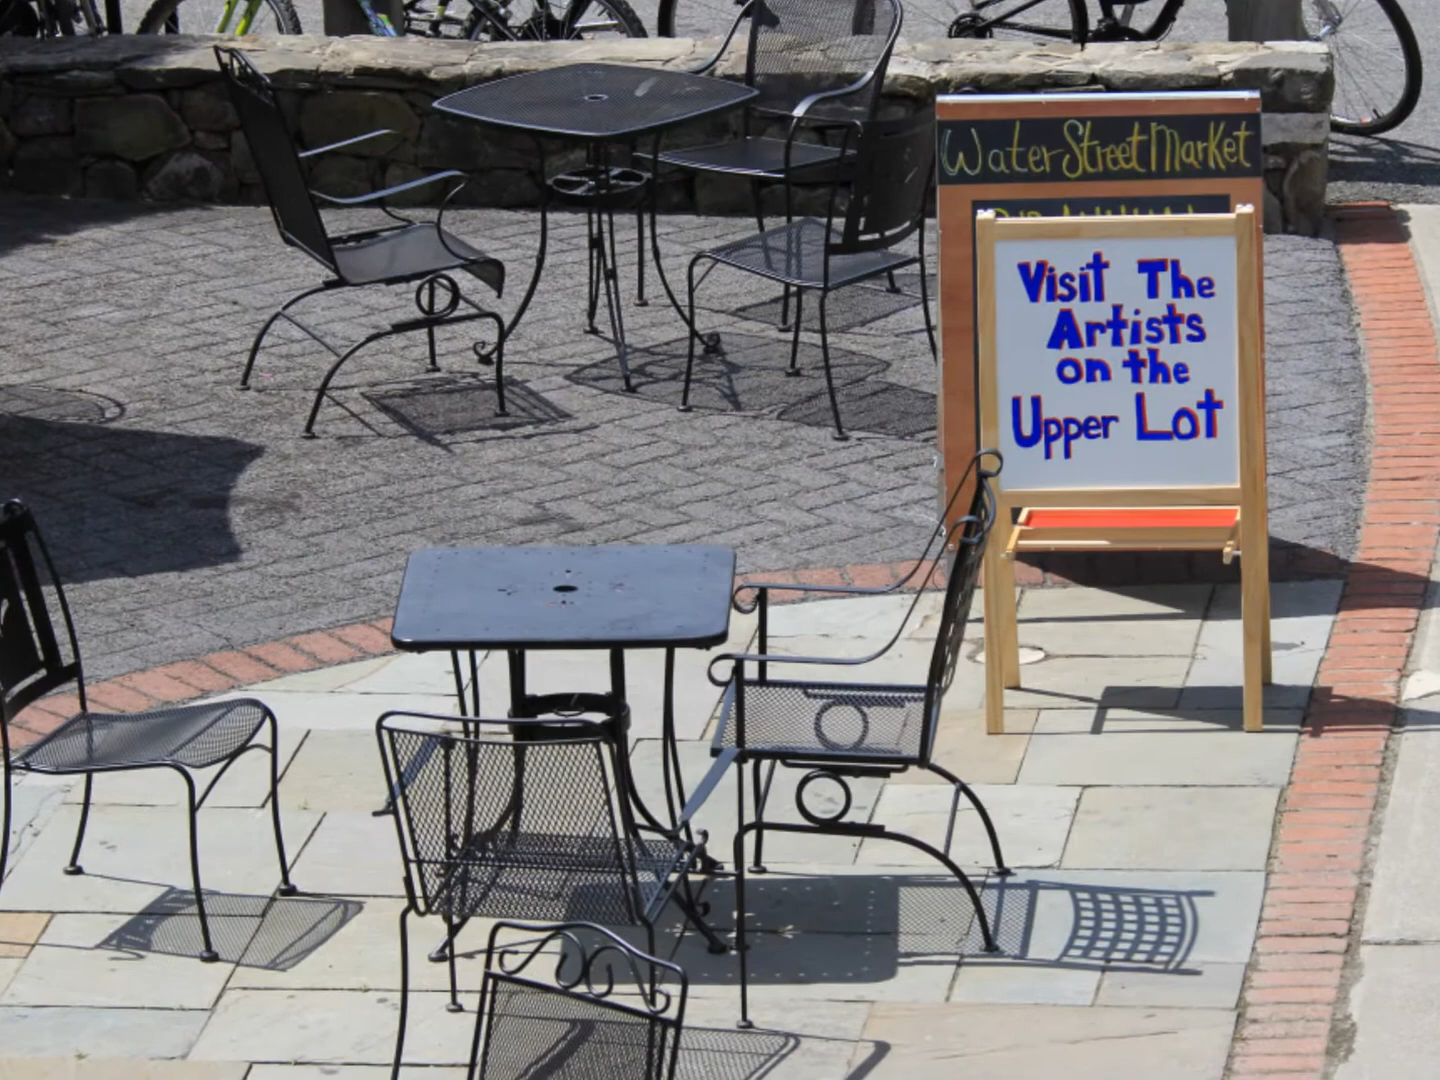 Water Street Market
Visit The
Artists
on the
Upper Lot